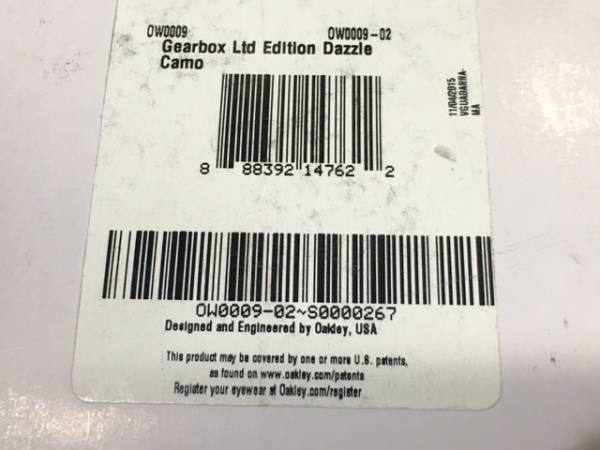 OW0009 OW0009-02
Gearbox Ltd Edition Dazzle
Camo
11/04/2015
VGUADARRA-
MA
8 88392 14762 2
OW0009-02~S0000267
Designed and Engineered by Oakley, USA
This product may be covered by one or more U.S. patents,
as found on www.oakley.com/patents
Register your eyewear at Oakley.com/register